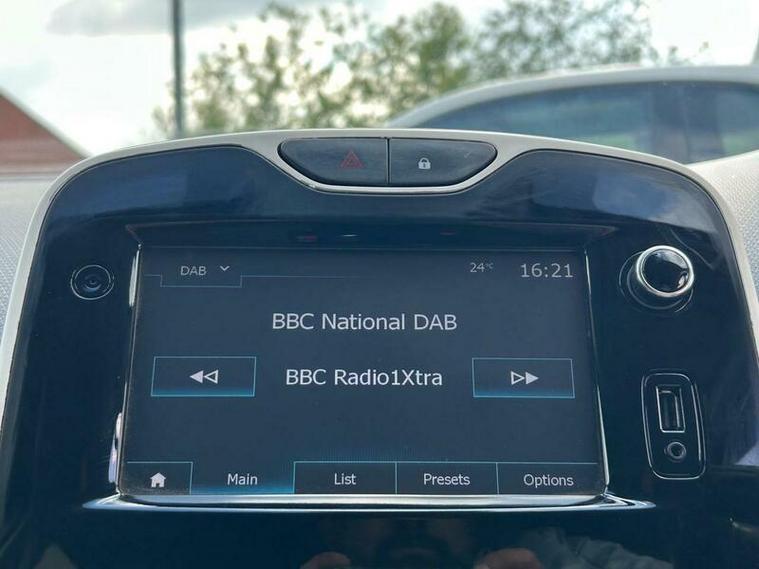 DAB
24°C 16:21
BBC National DAB
BBC Radio1Xtra
Main List Presets Options